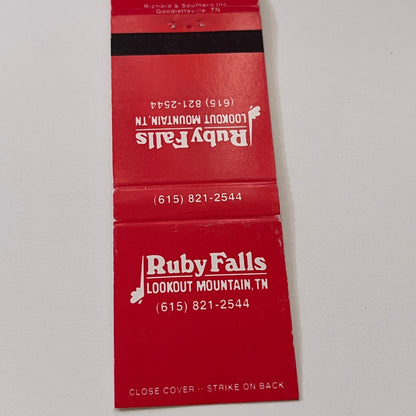 Richard & Southern Inc.
Goodlettsville, TN
Ruby Falls
LOOKOUT MOUNTAIN, TN
(615) 821-2544
(615) 821-2544
Ruby Falls
LOOKOUT MOUNTAIN, TN
(615) 821-2544
CLOSE COVER -- STRIKE ON BACK